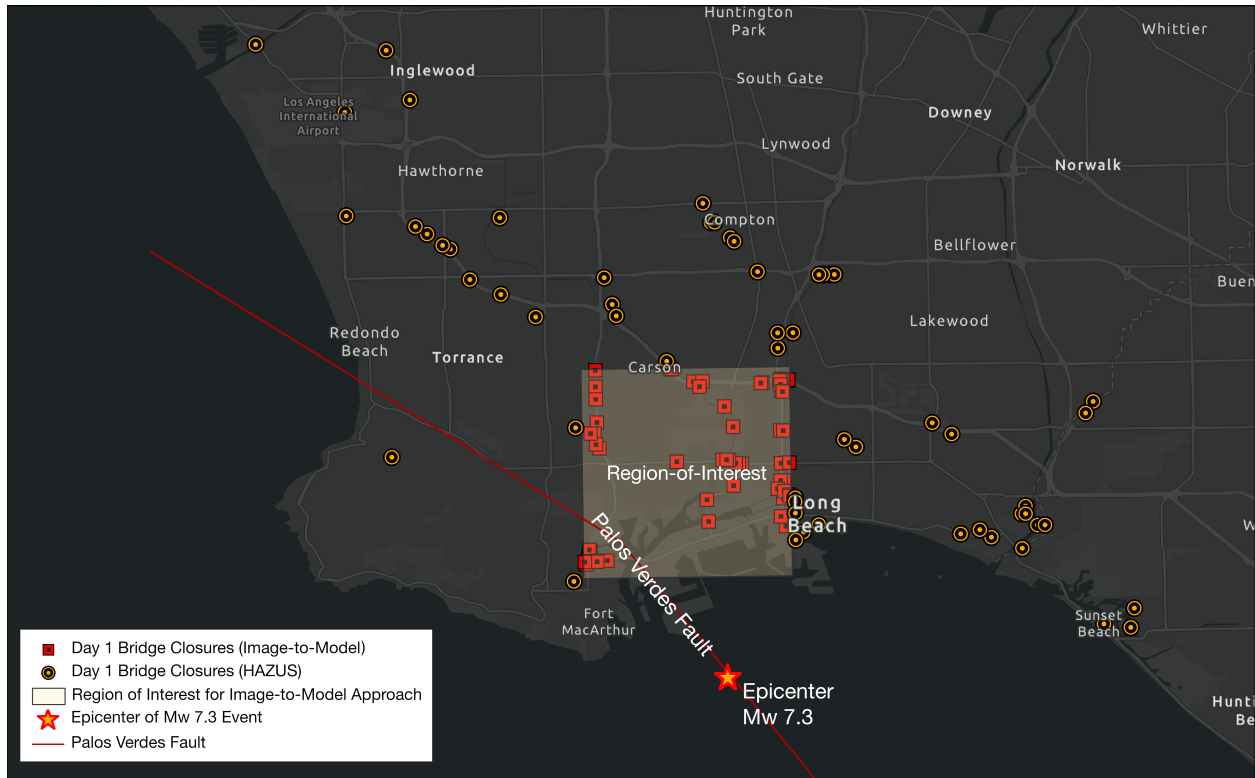 Huntington
Park
Whittier
Inglewood
South Gate
Los Angeles
International
Airport
Downey
Lynwood
Norwalk
Hawthorne
Compton
Bellflower
Buen
Redondo
Beach
Lakewood
Torrance
Carson
Region-of-Interest
Long
Beach
W
Palos Verdes Fault
Fort
MacArthur
Sunset
Beach
Epicenter
Mw 7.3
Hunti
Be
Day 1 Bridge Closures (Image-to-Model)
Day 1 Bridge Closures (HAZUS)
Region of Interest for Image-to-Model Approach
Epicenter of Mw 7.3 Event
Palos Verdes Fault